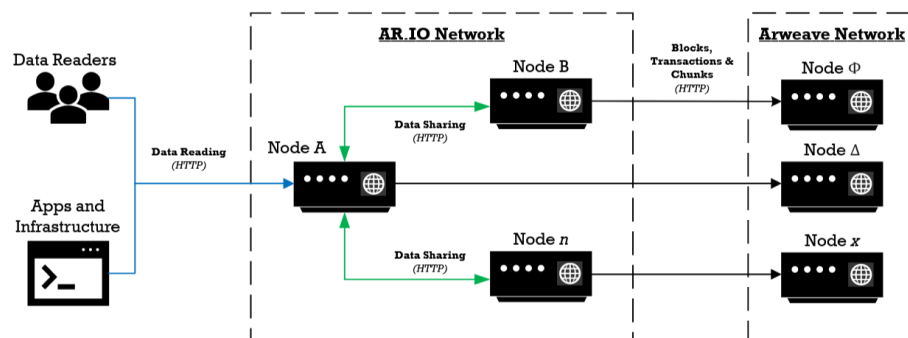 AR.IO Network
Arweave Network
Data Readers
Node B
Blocks,
Transactions &
Chunks
(HTTP)
Node Φ
Data Sharing
(HTTP)
Data Reading
(HTTP)
Node A
Node Δ
Apps and
Infrastructure
>_
Data Sharing
(HTTP)
Node n
Node x